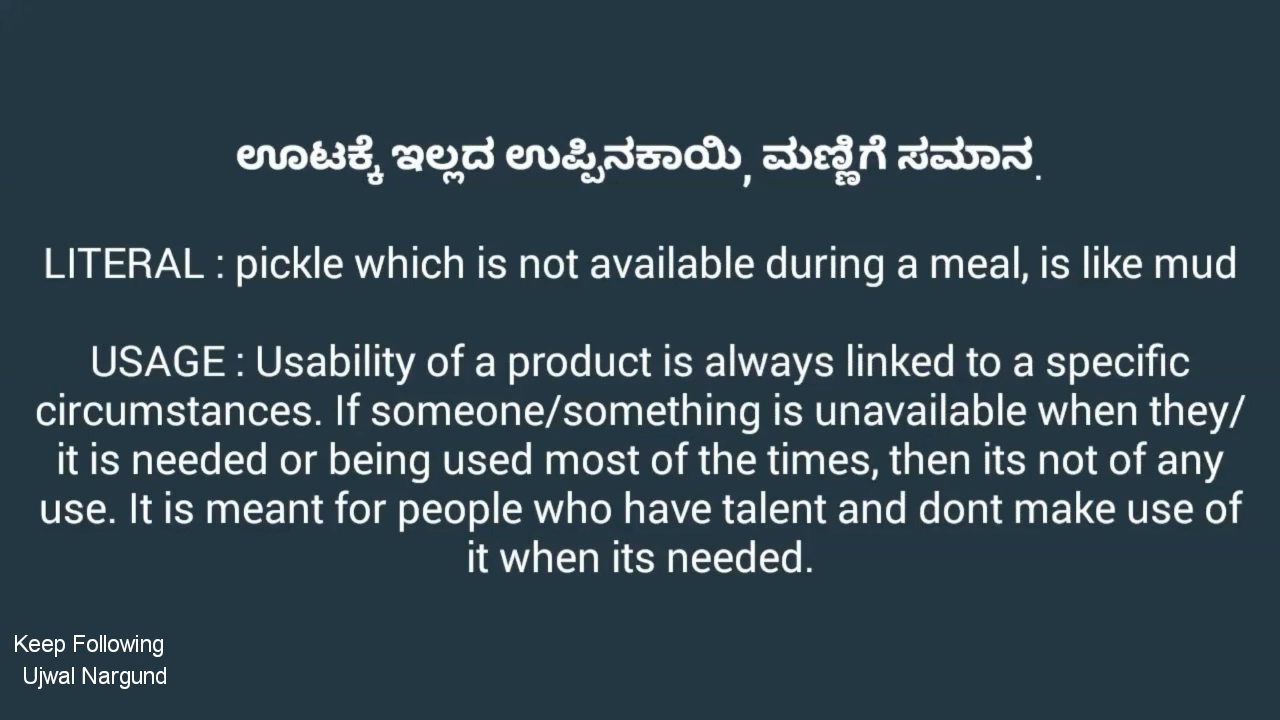 ಊಟಕ್ಕೆ ಇಲ್ಲದ ಉಪ್ಪಿನಕಾಯಿ, ಮಣ್ಣಿಗೆ ಸಮಾನ.
LITERAL : pickle which is not available during a meal, is like mud
USAGE : Usability of a product is always linked to a specific
circumstances. If someone/something is unavailable when they/
it is needed or being used most of the times, then its not of any
use. It is meant for people who have talent and dont make use of
it when its needed.
Keep Following
Ujwal Nargund